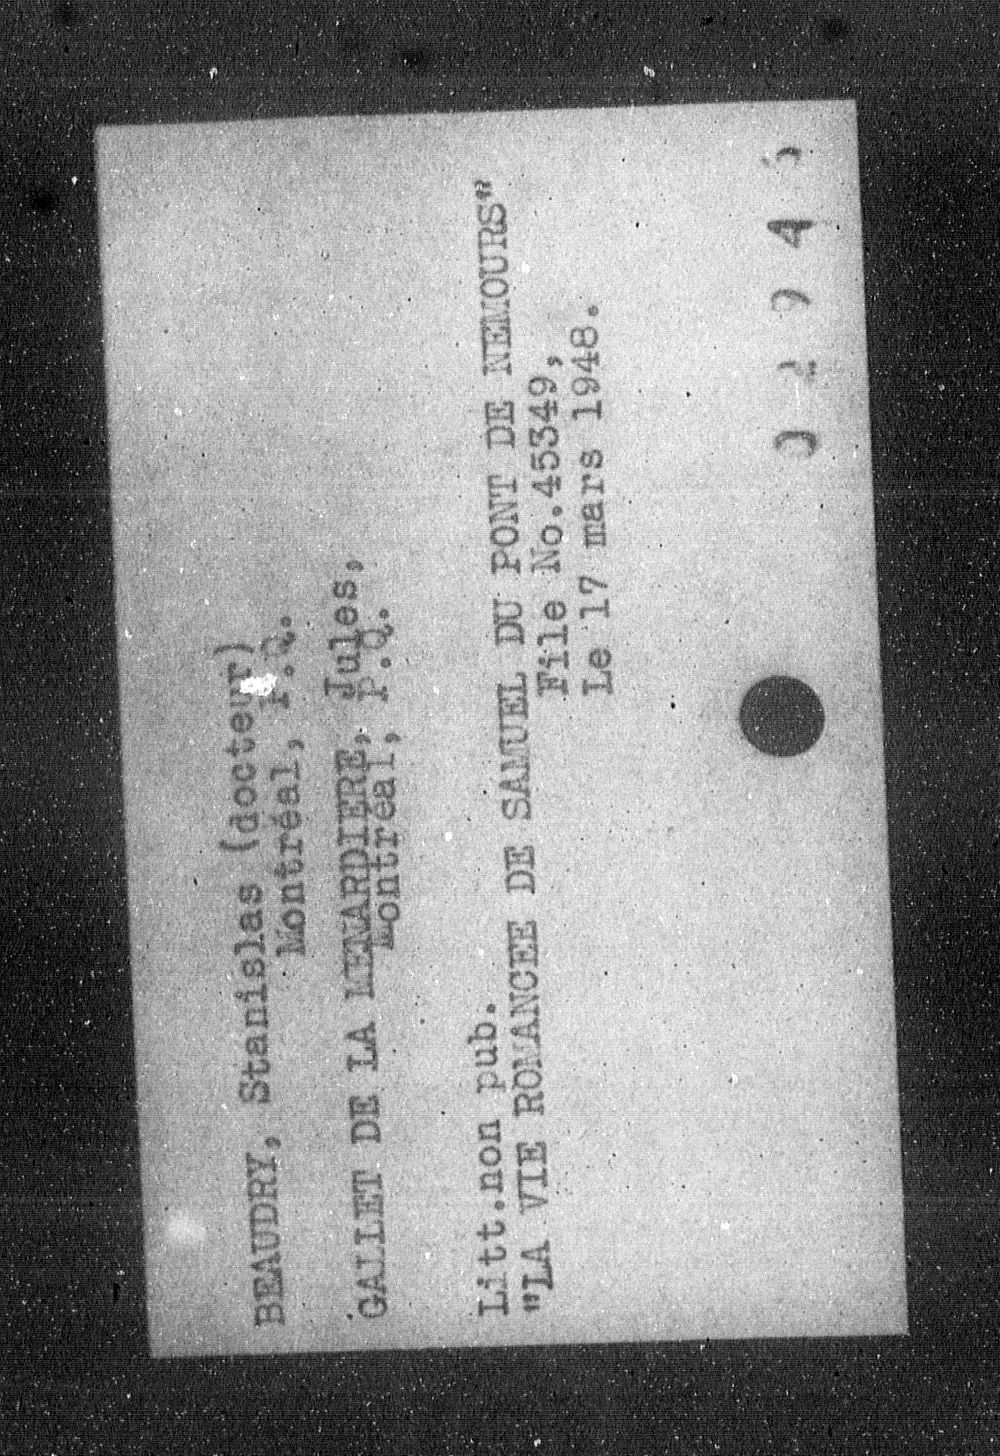 BEAUDRY, Stanislas (docteur)
Montréal, P.Q.
GALLET DE LA MENARDIERE, Jules,
Montréal, P.Q.
Litt.non pub.
"LA VIE ROMANCEE DE SAMUEL DU PONT DE NEMOURS"
File No.45349,
Le 17 mars 1948.